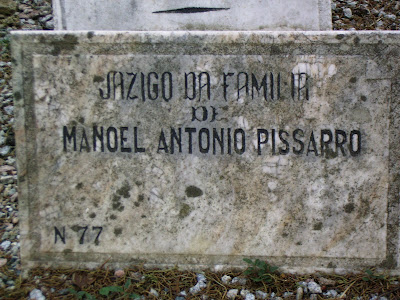 JAZIGO DA FAMILIA
DE
MANOEL ANTONIO PISSARRO
N 77